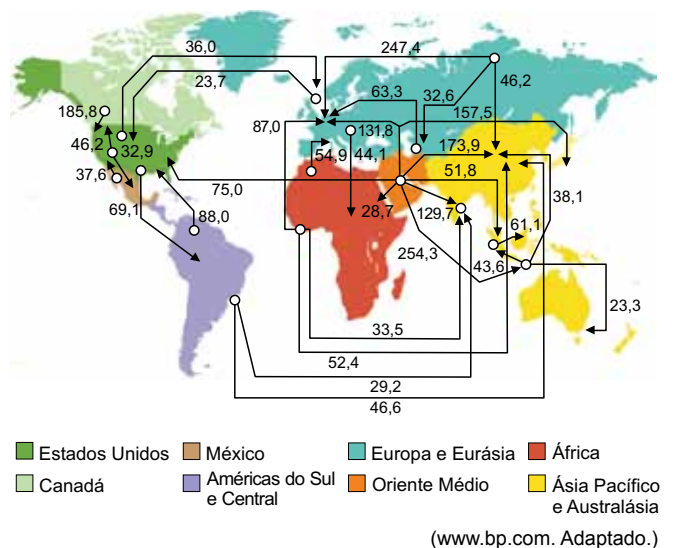 36,0
247,4
23,7
46,2
63,3
32,6
185,8
87,0
157,5
131,8
46,2
32,9
173,9
54,9
44,1
51,8
37,6
75,0
38,1
28,7
129,7
69,1
88,0
61,1
254,3
43,6
23,3
33,5
52,4
29,2
46,6
Estados Unidos
México
Europa e Eurásia
África
Canadá
Américas do Sul
e Central
Oriente Médio
Ásia Pacífico
e Australásia
(www.bp.com. Adaptado.)